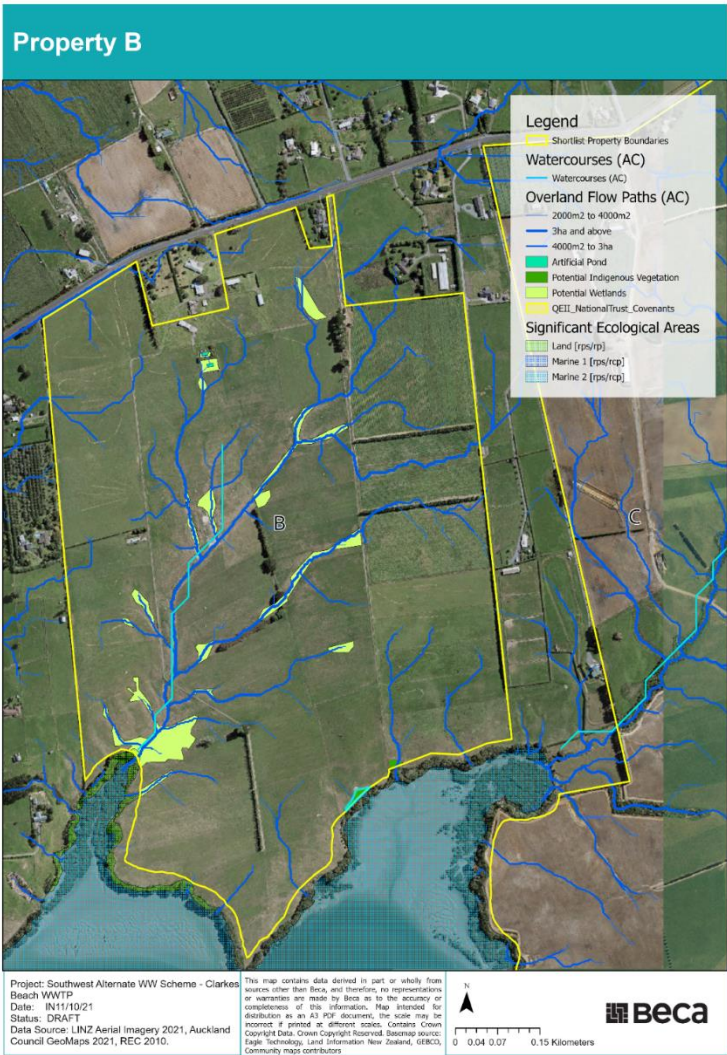 Property B
Legend
Shortlist Property Boundaries
Watercourses (AC)
Watercourses (AC)
Overland Flow Paths (AC)
2000m2 to 4000m2
3ha and above
4000m2 to 3ha
Artificial Pond
Potential Indigenous Vegetation
Potential Wetlands
QEII_NationalTrust_Covenants
Significant Ecological Areas
Land [rps/rp]
Marine 1 [rps/rcp]
Marine 2 [rps/rcp]
B
C
Project: Southwest Alternate WW Scheme - Clarkes
Beach WWTP
Date: IN11/10/21
Status: DRAFT
Data Source: LINZ Aerial Imagery 2021, Auckland
Council GeoMaps 2021, REC 2010.
This map contains data derived in part or wholly from
sources other than Beca, and therefore, no representations
or warranties are made by Beca as to the accuracy or
completeness of this information. Map intended for
distribution as an A3 PDF document, the scale may be
incorrect if printed at different scales. Contains Crown
Copyright Data. Crown Copyright Reserved. Basemap source:
Eagle Technology, Land Information New Zealand, GEBCO,
Community maps contributors
N
0 0.04 0.07 0.15 Kilometers
Beca